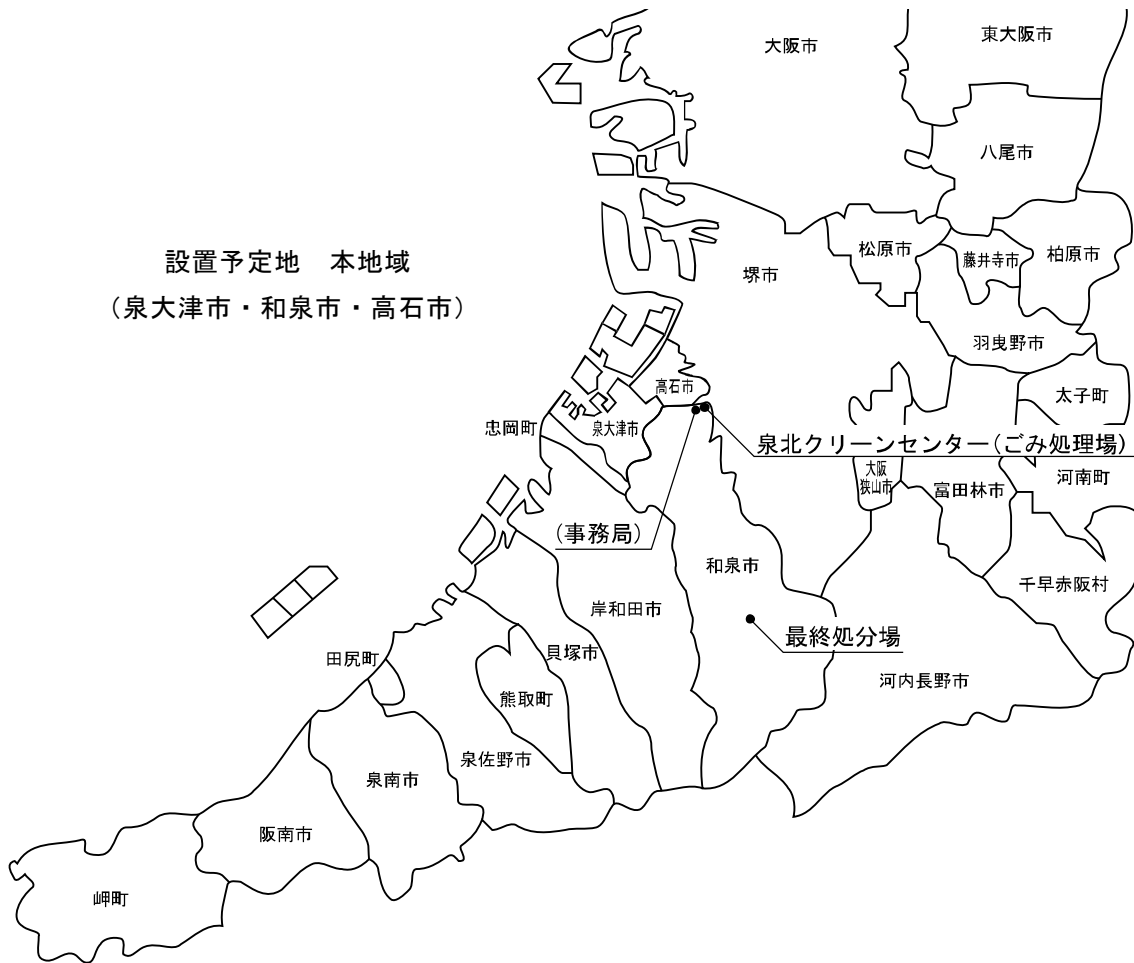 大阪市
東大阪市
八尾市
設置予定地　本地域
（泉大津市・和泉市・高石市）
松原市
藤井寺市
柏原市
堺市
羽曳野市
高石市
太子町
忠岡町
泉大津市
泉北クリーンセンター(ごみ処理場)
大阪
狭山市
富田林市
河南町
(事務局)
和泉市
千早赤阪村
岸和田市
最終処分場
田尻町
貝塚市
河内長野市
熊取町
泉佐野市
泉南市
阪南市
岬町